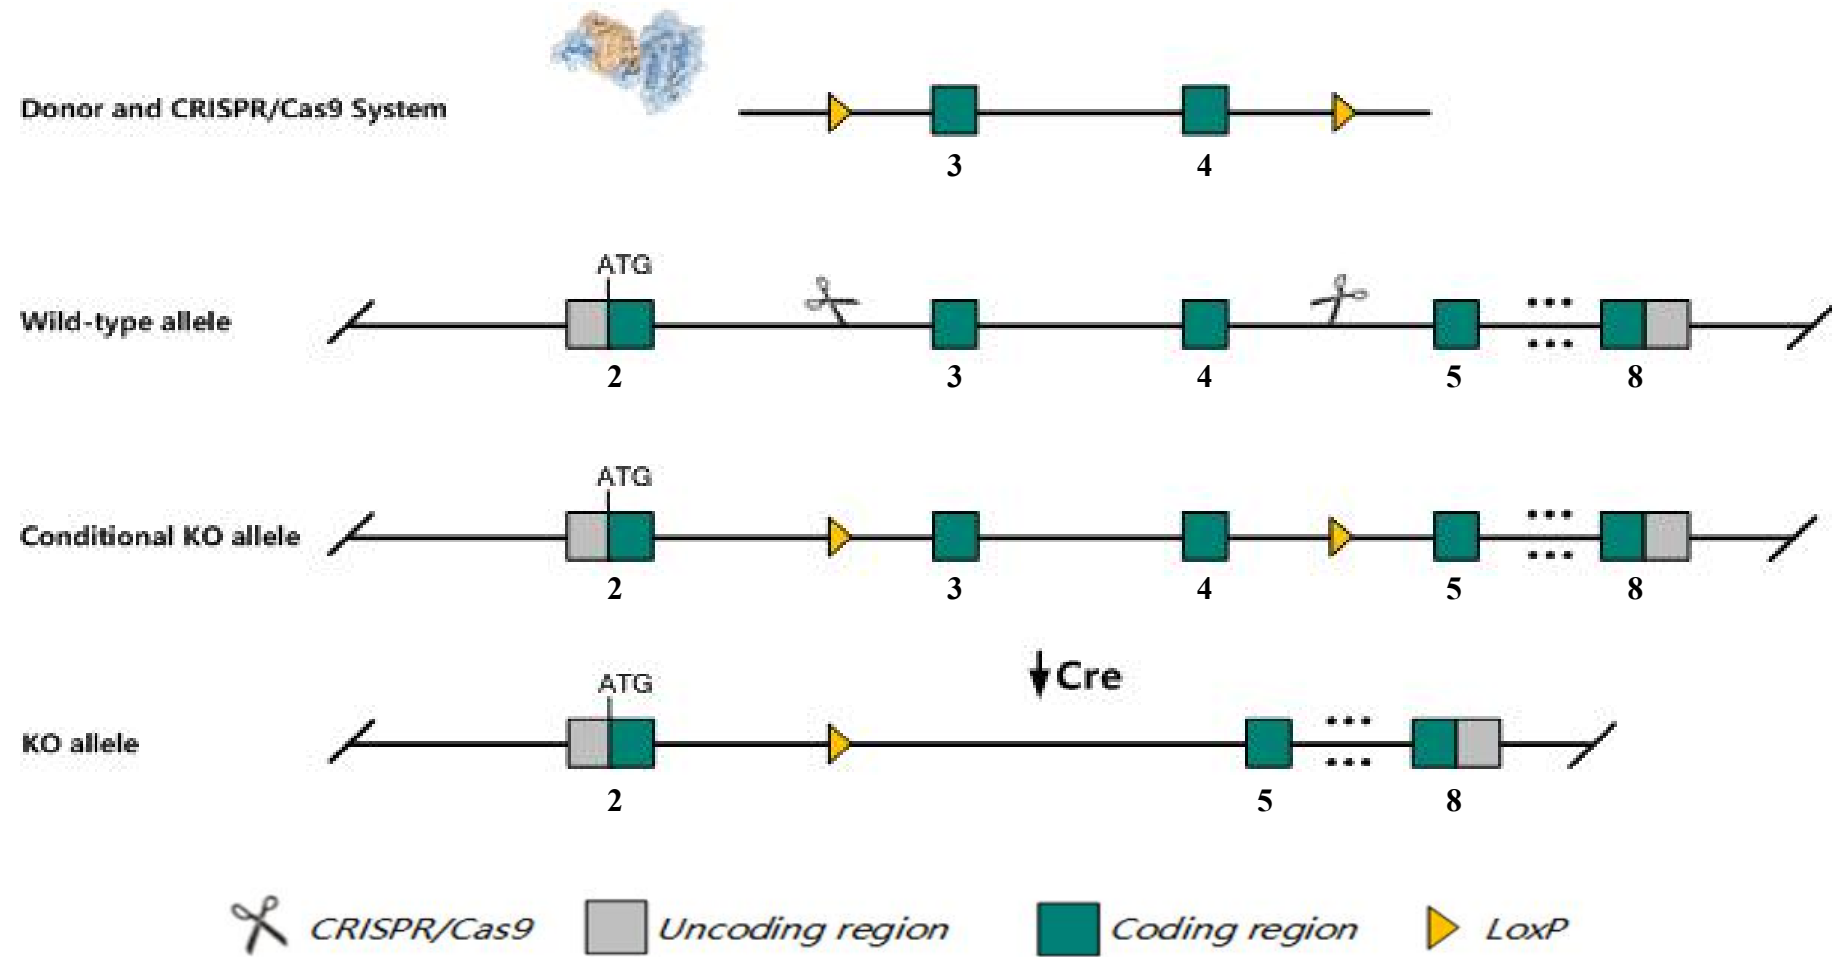 Donor and CRISPR/Cas9 System
3 4
ATG
Wild-type allele
2 3 4 5 8
ATG
Conditional KO allele
2 3 4 5 8
Cre
ATG
KO allele
2 5 8
CRISPR/Cas9 Uncoding region Coding region LoxP